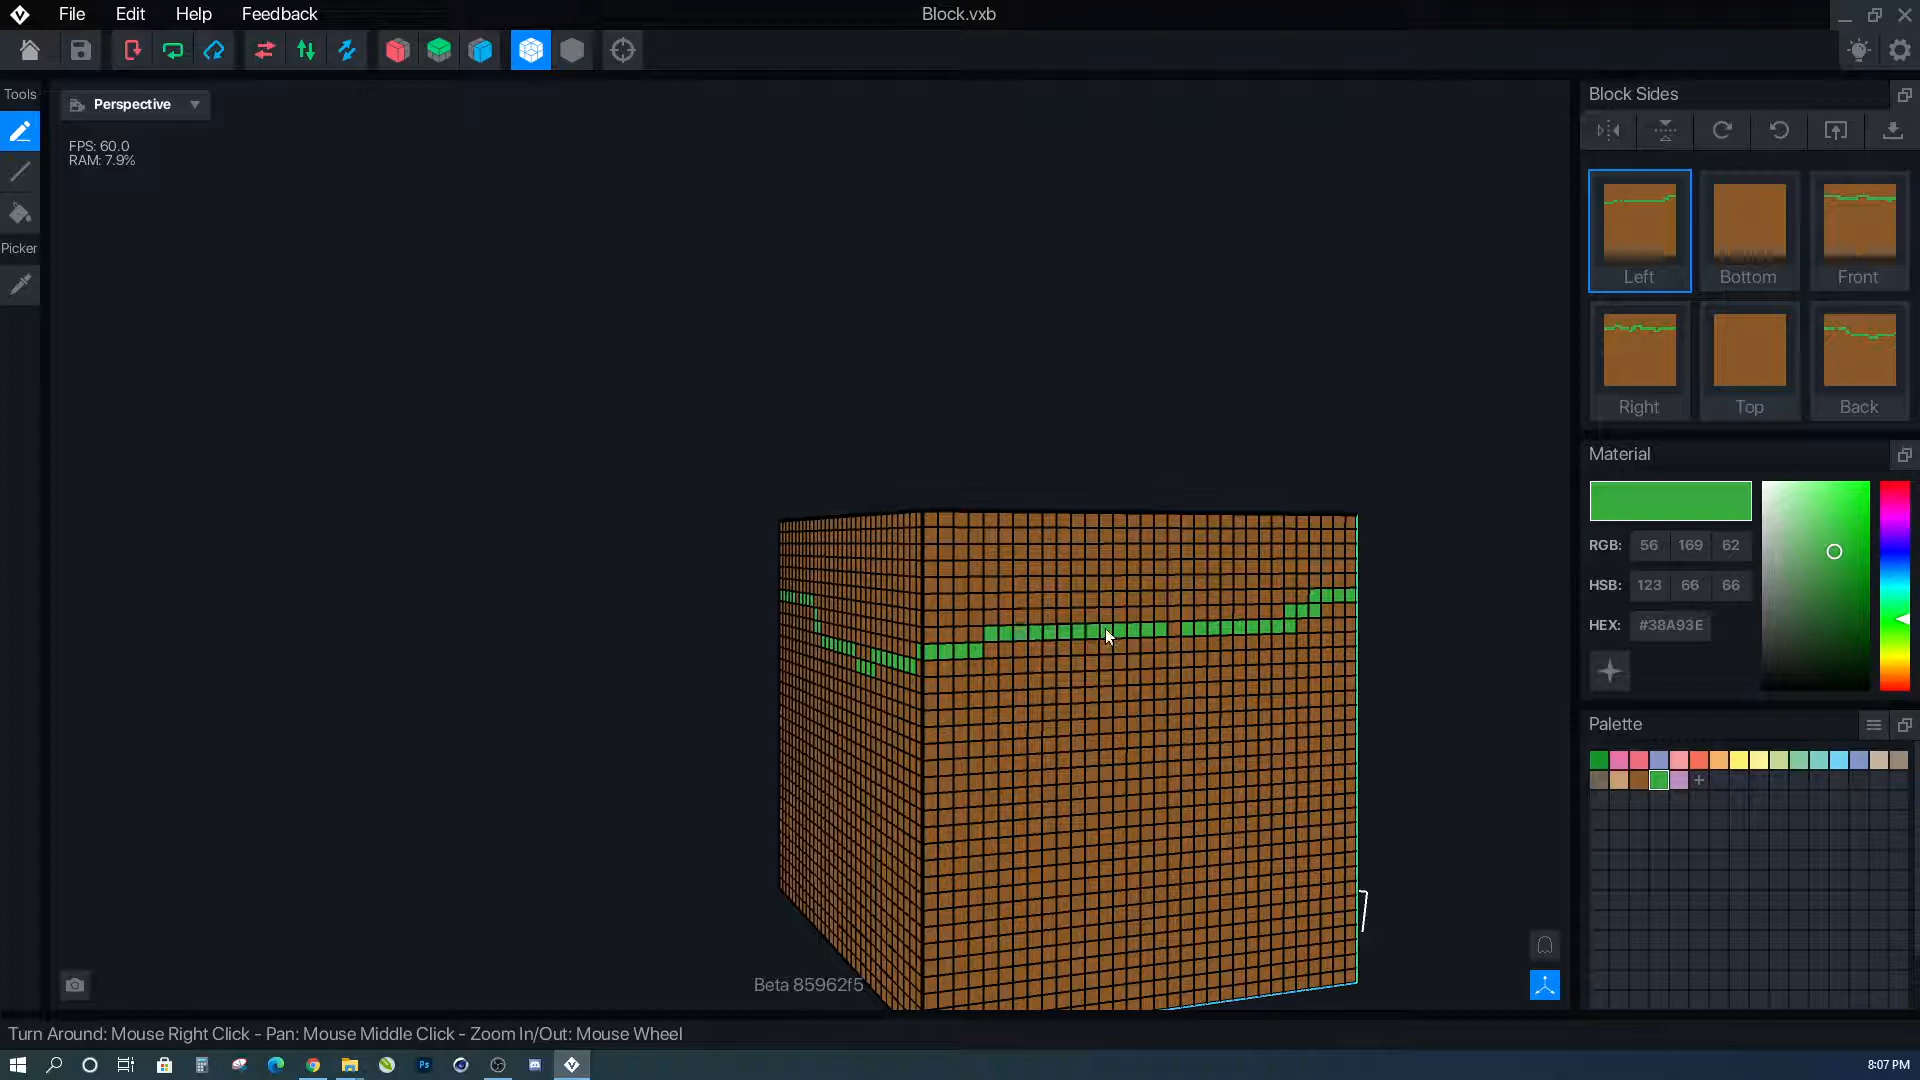 File Edit Help Feedback Block.vxb
Tools
Perspective
FPS: 60.0
RAM: 7.9%
Picker
Block Sides
Left Bottom Front
Right Top Back
Material
RGB: 56 169 62
HSB: 123 66 66
HEX: #38A93E
Palette
Beta 85962f5
Turn Around: Mouse Right Click - Pan: Mouse Middle Click - Zoom In/Out: Mouse Wheel
Ps
8:07 PM